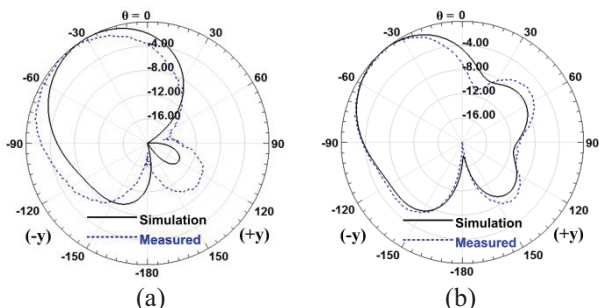 θ = 0
-30
30
-60
60
-90
90
-120
120
-150
150
-180
-4.00
-8.00
-12.00
-16.00
(-y)
(+y)
Simulation
Measured
(a)
θ = 0
-30
30
-60
60
-90
90
-120
120
-150
150
-180
-4.00
-8.00
-12.00
-16.00
(-y)
(+y)
Simulation
Measured
(b)